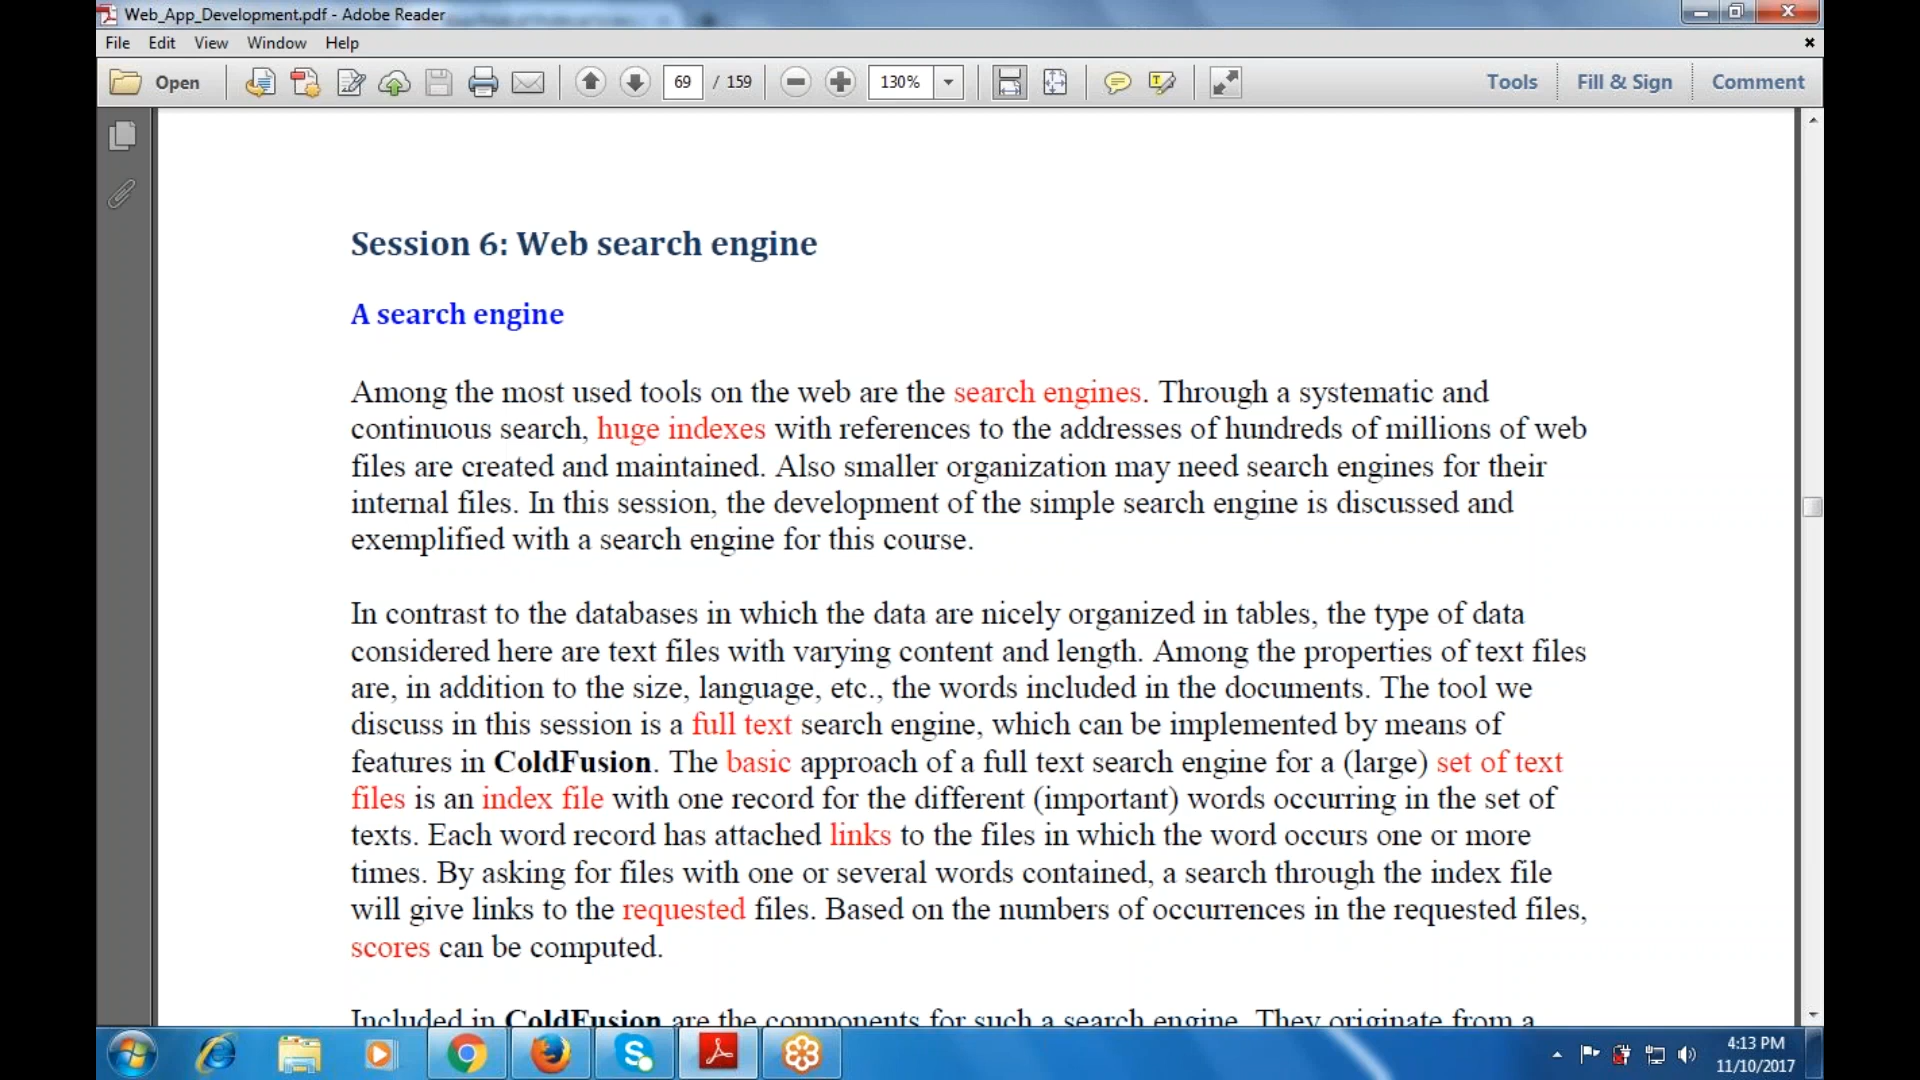 Web_App_Development.pdf - Adobe Reader
File Edit View Window Help
Open 69 / 159 130% Tools Fill & Sign Comment
Session 6: Web search engine
A search engine
Among the most used tools on the web are the search engines. Through a systematic and
continuous search, huge indexes with references to the addresses of hundreds of millions of web
files are created and maintained. Also smaller organization may need search engines for their
internal files. In this session, the development of the simple search engine is discussed and
exemplified with a search engine for this course.
In contrast to the databases in which the data are nicely organized in tables, the type of data
considered here are text files with varying content and length. Among the properties of text files
are, in addition to the size, language, etc., the words included in the documents. The tool we
discuss in this session is a full text search engine, which can be implemented by means of
features in ColdFusion. The basic approach of a full text search engine for a (large) set of text
files is an index file with one record for the different (important) words occurring in the set of
texts. Each word record has attached links to the files in which the word occurs one or more
times. By asking for files with one or several words contained, a search through the index file
will give links to the requested files. Based on the numbers of occurrences in the requested files,
scores can be computed.
Included in ColdFusion are the components for such a search engine. They originate from a
4:13 PM
11/10/2017